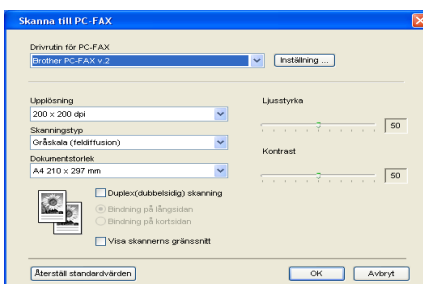 Skanna till PC-FAX
Drivrutin för PC-FAX
Brother PC-FAX v.2
Inställning ...
Upplösning
200 x 200 dpi
Skanningstyp
Gråskala (feldiffusion)
Dokumentstorlek
A4 210 x 297 mm
Ljusstyrka
50
Kontrast
50
Duplex(dubbelsidig) skanning
Bindning på långsidan
Bindning på kortsidan
Visa skannerns gränssnitt
Återställ standardvärden
OK
Avbryt